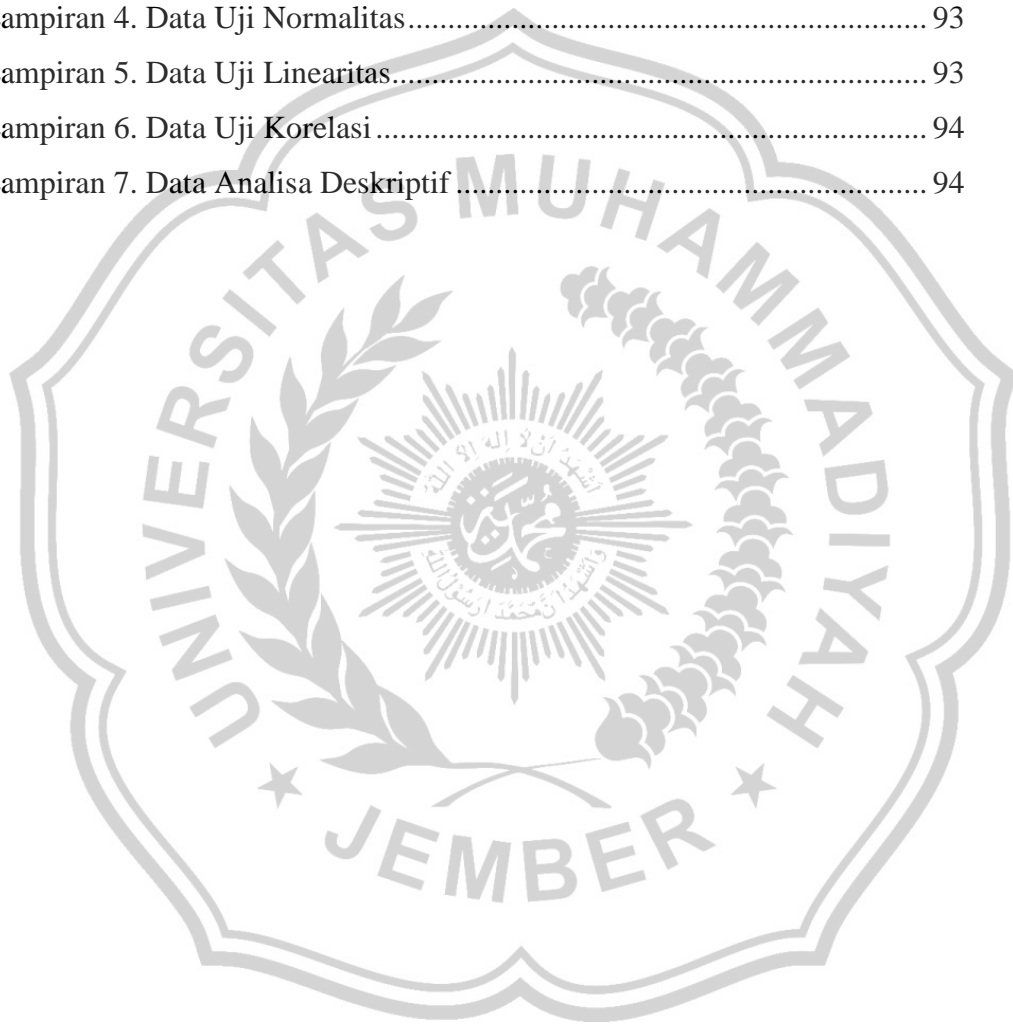 ampiran 4. Data Uji Normalitas........................................................................ 93
ampiran 5. Data Uji Linearitas.......................................................................... 93
ampiran 6. Data Uji Korelasi............................................................................ 94
ampiran 7. Data Analisa Deskriptif.................................................................. 94
UNIVERSITAS MUHAMMADIYAH
JEMBER